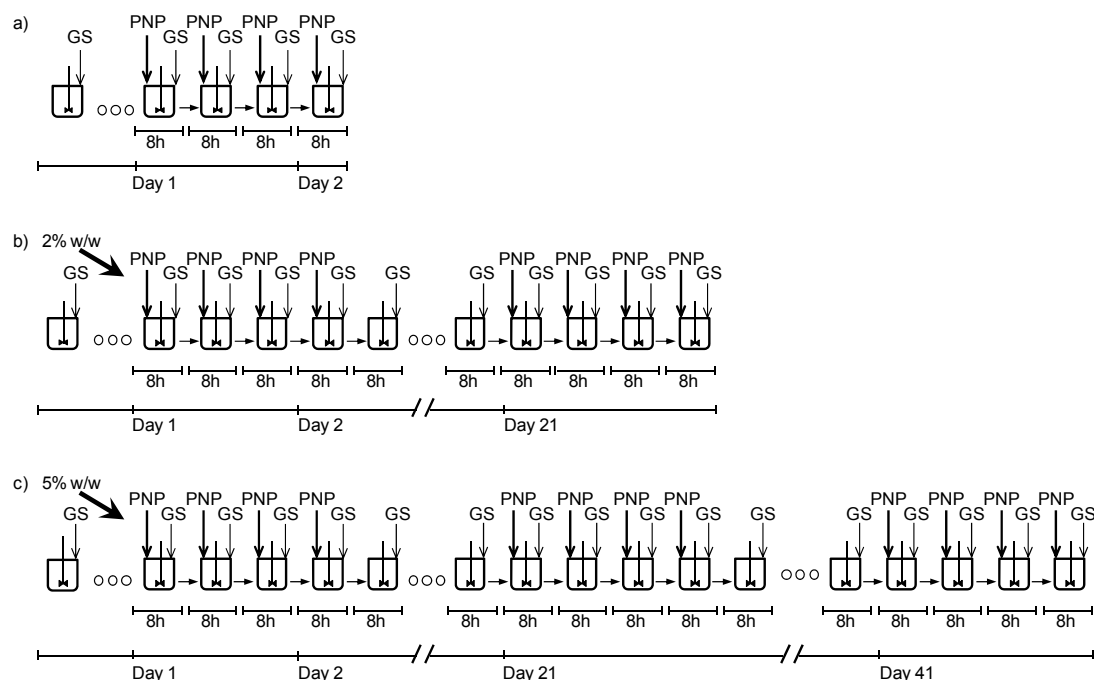 a)
PNP PNP PNP PNP
GS GS GS GS GS
8h 8h 8h 8h
Day 1 Day 2
b) 2% w/w
PNP PNP PNP PNP PNP PNP PNP PNP
GS GS GS GS GS GS GS GS GS GS GS
8h 8h 8h 8h 8h 8h 8h 8h 8h 8h
Day 1 Day 2 Day 21
c) 5% w/w
PNP PNP PNP PNP PNP PNP PNP PNP PNP PNP PNP PNP
GS GS GS GS GS GS GS GS GS GS GS GS GS GS GS GS GS
8h 8h 8h 8h 8h 8h 8h 8h 8h 8h 8h 8h 8h 8h 8h 8h
Day 1 Day 2 Day 21 Day 41